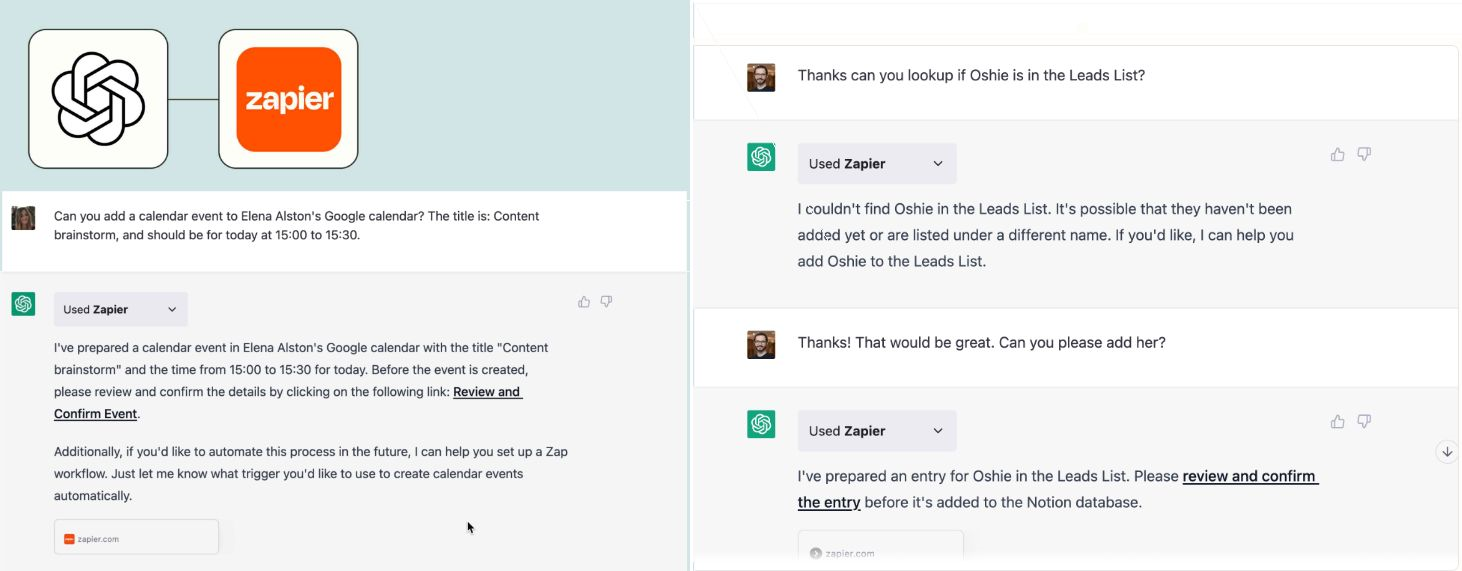 zapier
Can you add a calendar event to Elena Alston's Google calendar? The title is: Content
brainstorm, and should be for today at 15:00 to 15:30.
Used Zapier
I've prepared a calendar event in Elena Alston's Google calendar with the title "Content
brainstorm" and the time from 15:00 to 15:30 for today. Before the event is created,
please review and confirm the details by clicking on the following link: Review and
Confirm Event.
Additionally, if you'd like to automate this process in the future, I can help you set up a Zap
workflow. Just let me know what trigger you'd like to use to create calendar events
automatically.
zapier.com
Thanks can you lookup if Oshie is in the Leads List?
Used Zapier
I couldn't find Oshie in the Leads List. It's possible that they haven't been
added yet or are listed under a different name. If you'd like, I can help you
add Oshie to the Leads List.
Thanks! That would be great. Can you please add her?
Used Zapier
I've prepared an entry for Oshie in the Leads List. Please review and confirm
the entry before it's added to the Notion database.
zapier.com